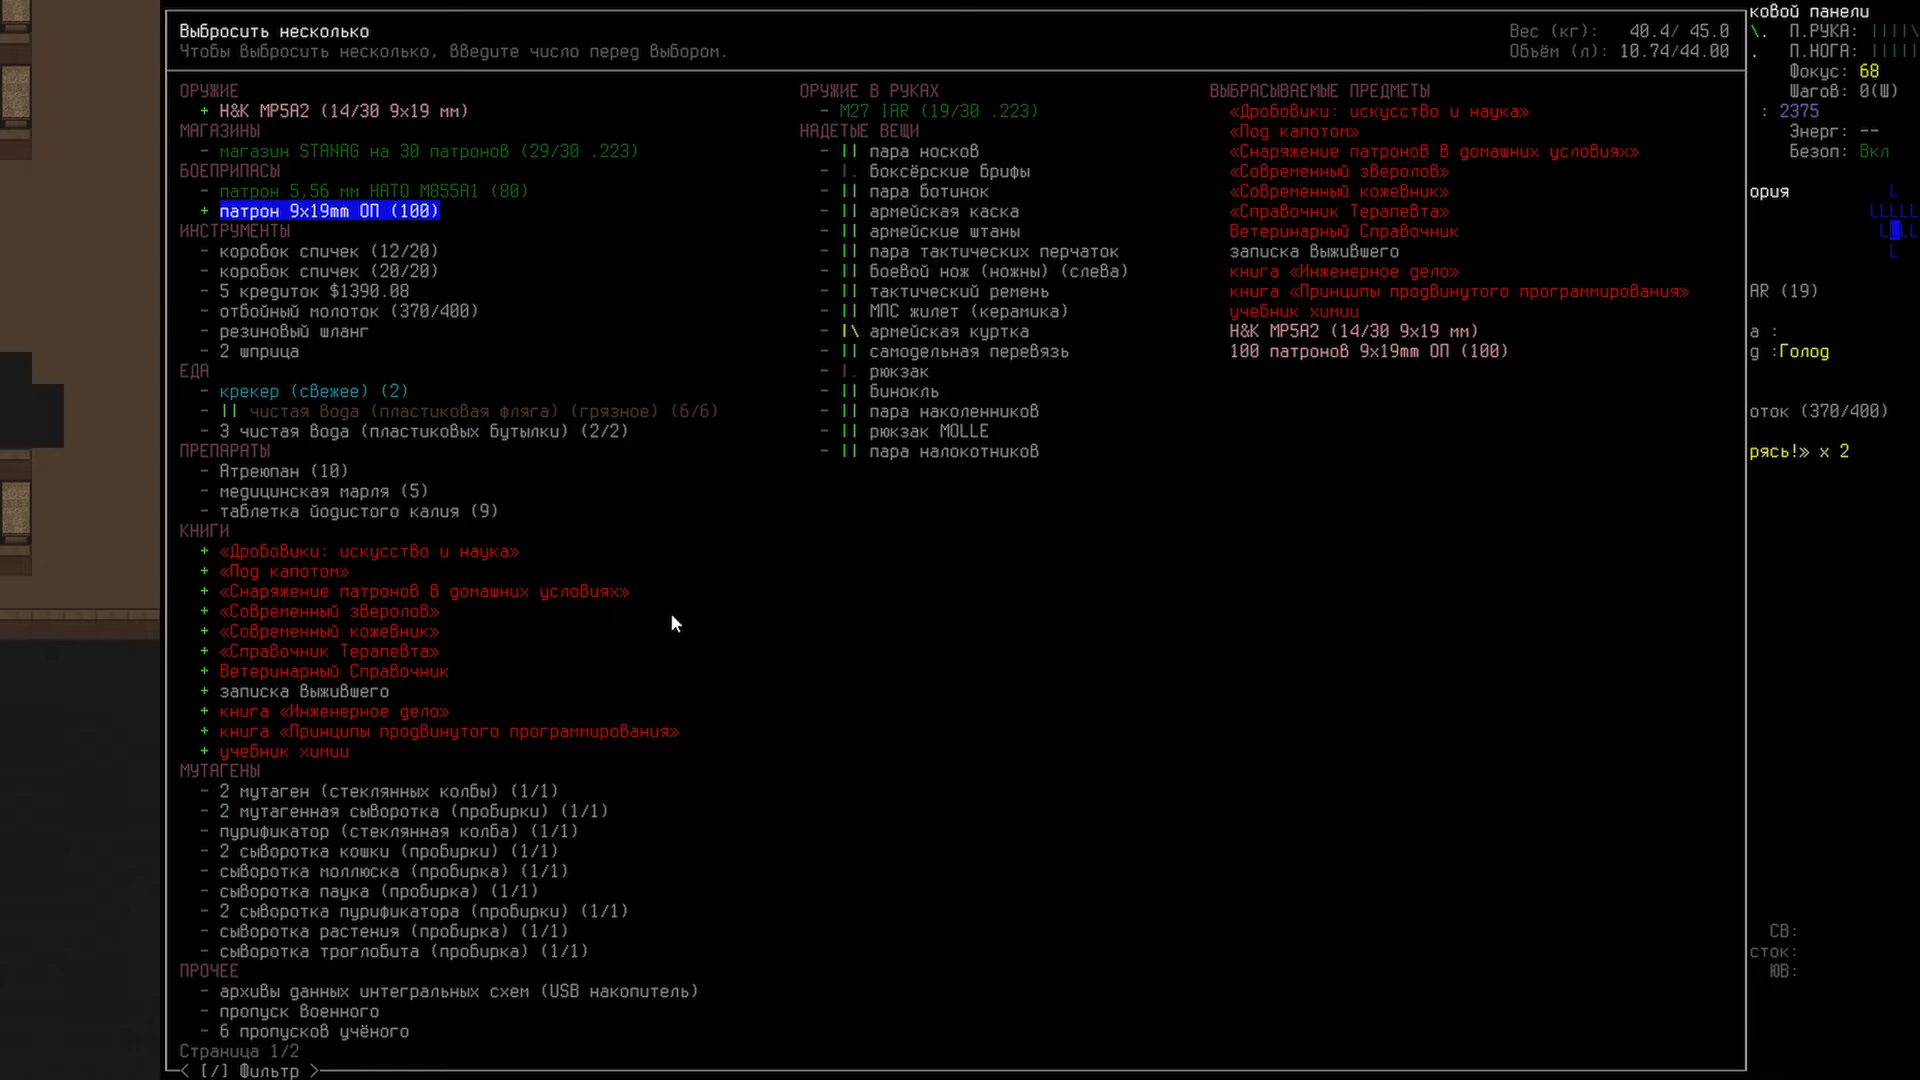 Выбросить несколько
Чтобы выбросить несколько, введите число перед выбором.
Вес (кг): 40.4/ 45.0
Объём (л): 10.74/44.00
ОРУЖИЕ
+ H&K MP5A2 (14/30 9x19 мм)
МАГАЗИНЫ
- магазин STANAG на 30 патронов (29/30 .223)
БОЕПРИПАСЫ
- патрон 5,56 мм НАТО M855A1 (80)
+ патрон 9x19mm ОП (100)
ИНСТРУМЕНТЫ
- коробок спичек (12/20)
- коробок спичек (20/20)
- 5 кредиток $1390.08
- отбойный молоток (370/400)
- резиновый шланг
- 2 шприца
ЕДА
- крекер (свежее) (2)
- || чистая вода (пластиковая фляга) (грязное) (6/6)
- 3 чистая вода (пластиковых бутылки) (2/2)
ПРЕПАРАТЫ
- Атреюпан (10)
- медицинская марля (5)
- таблетка йодистого калия (9)
КНИГИ
+ «Дробовики: искусство и наука»
+ «Под капотом»
+ «Снаряжение патронов в домашних условиях»
+ «Современный зверолов»
+ «Современный кожевник»
+ «Справочник Терапевта»
+ Ветеринарный Справочник
+ записка Выжившего
+ книга «Инженерное дело»
+ книга «Принципы продвинутого программирования»
+ учебник химии
МУТАГЕНЫ
- 2 мутаген (стеклянных колбы) (1/1)
- 2 мутагенная сыворотка (пробирки) (1/1)
- пурификатор (стеклянная колба) (1/1)
- 2 сыворотка кошки (пробирки) (1/1)
- сыворотка моллюска (пробирка) (1/1)
- сыворотка паука (пробирка) (1/1)
- 2 сыворотка пурификатора (пробирки) (1/1)
- сыворотка растения (пробирка) (1/1)
- сыворотка троглобита (пробирка) (1/1)
ПРОЧЕЕ
- архивы данных интегральных схем (USB накопитель)
- пропуск военного
- 6 пропусков учёного
Страница 1/2
< [/] Фильтр >
ОРУЖИЕ В РУКАХ
- M27 IAR (19/30 .223)
НАДЕТЫЕ ВЕЩИ
- || пара носков
- |. боксёрские брифы
- || пара ботинок
- || армейская каска
- || армейские штаны
- || пара тактических перчаток
- || боевой нож (ножны) (слева)
- || тактический ремень
- || МПС жилет (керамика)
- |\ армейская куртка
- || самодельная перевязь
- |. рюкзак
- || бинокль
- || пара наколенников
- || рюкзак MOLLE
- || пара налокотников
ВЫБРАСЫВАЕМЫЕ ПРЕДМЕТЫ
«Дробовики: искусство и наука»
«Под капотом»
«Снаряжение патронов в домашних условиях»
«Современный зверолов»
«Современный кожевник»
«Справочник Терапевта»
Ветеринарный Справочник
записка Выжившего
книга «Инженерное дело»
книга «Принципы продвинутого программирования»
учебник химии
H&K MP5A2 (14/30 9x19 мм)
100 патронов 9x19mm ОП (100)
ковой панели
\. П.РУКА: ||||\
. П.НОГА: |||||
Фокус: 68
Шагов: 0(Ш)
: 2375
Энерг: --
Безоп: Вкл
ория
L
LLLLL
L LL
L
AR (19)
а :
д :Голод
оток (370/400)
рясь!» x 2
СВ:
сток:
ЮВ: